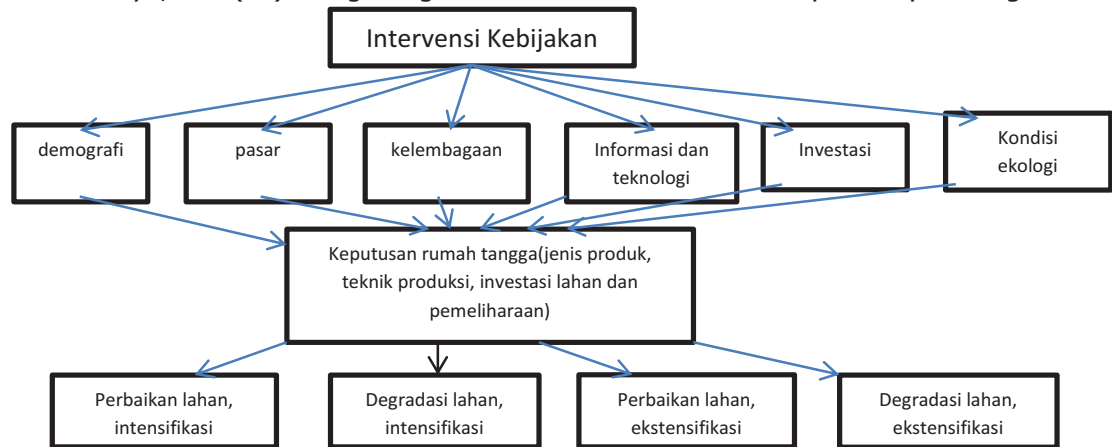 Intervensi Kebijakan
demografi
pasar
kelembagaan
Informasi dan
teknologi
Investasi
Kondisi
ekologi
Keputusan rumah tangga(jenis produk,
teknik produksi, investasi lahan dan
pemeliharaan)
Perbaikan lahan,
intensifikasi
Degradasi lahan,
intensifikasi
Perbaikan lahan,
ekstensifikasi
Degradasi lahan,
ekstensifikasi